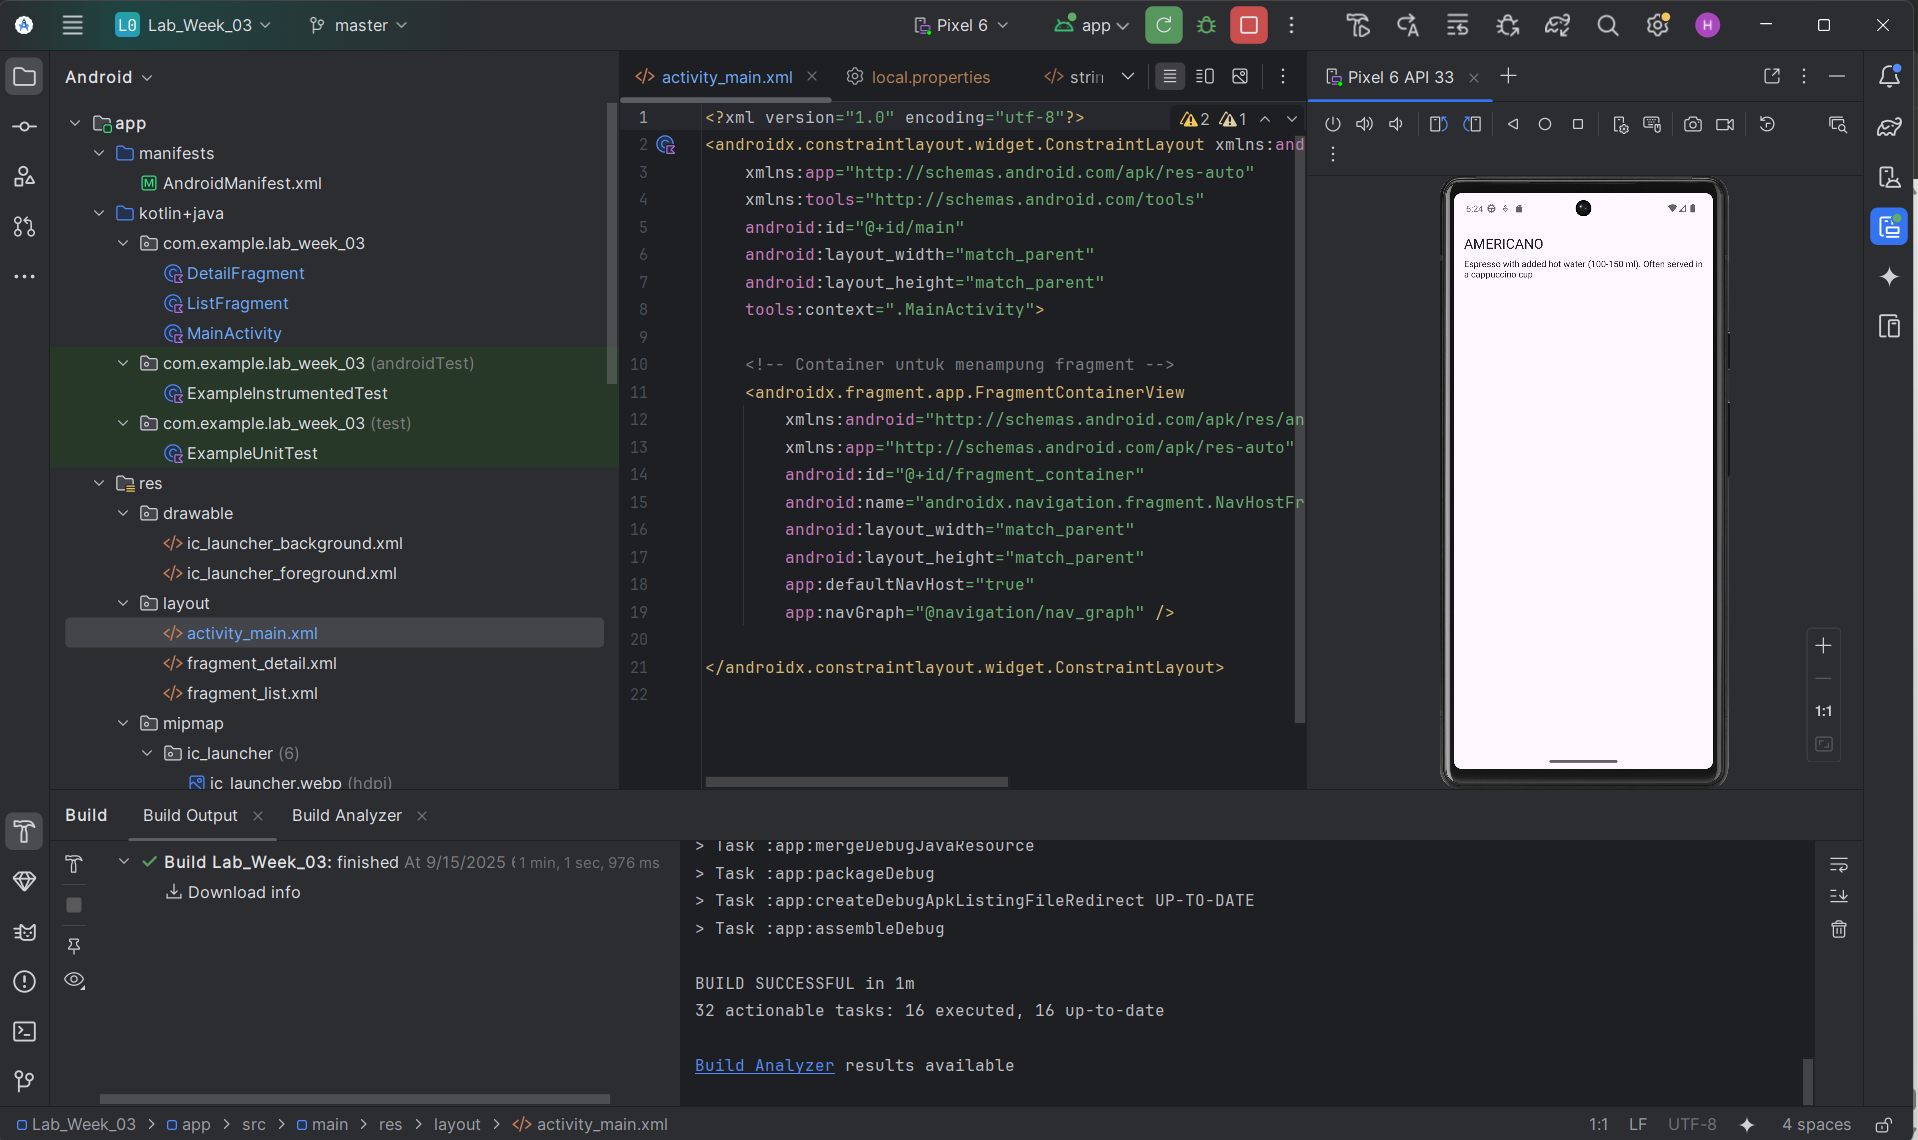 L0 Lab_Week_03 master Pixel 6 app H
Android
app
manifests
AndroidManifest.xml
kotlin+java
com.example.lab_week_03
DetailFragment
ListFragment
MainActivity
com.example.lab_week_03 (androidTest)
ExampleInstrumentedTest
com.example.lab_week_03 (test)
ExampleUnitTest
res
drawable
ic_launcher_background.xml
ic_launcher_foreground.xml
layout
activity_main.xml
fragment_detail.xml
fragment_list.xml
mipmap
ic_launcher (6)
ic_launcher.webp (hdpi)
activity_main.xml local.properties strin
2 1
1 <?xml version="1.0" encoding="utf-8"?>
2 <androidx.constraintlayout.widget.ConstraintLayout xmlns:and
3 xmlns:app="http://schemas.android.com/apk/res-auto"
4 xmlns:tools="http://schemas.android.com/tools"
5 android:id="@+id/main"
6 android:layout_width="match_parent"
7 android:layout_height="match_parent"
8 tools:context=".MainActivity">
9
10 <!-- Container untuk menampung fragment -->
11 <androidx.fragment.app.FragmentContainerView
12 xmlns:android="http://schemas.android.com/apk/res/an
13 xmlns:app="http://schemas.android.com/apk/res-auto"
14 android:id="@+id/fragment_container"
15 android:name="androidx.navigation.fragment.NavHostFr
16 android:layout_width="match_parent"
17 android:layout_height="match_parent"
18 app:defaultNavHost="true"
19 app:navGraph="@navigation/nav_graph" />
20
21 </androidx.constraintlayout.widget.ConstraintLayout>
22
Pixel 6 API 33
6:24
AMERICANO
Espresso with added hot water (100-150 ml). Often served in
a cappuccino cup.
1:1
Build Build Output Build Analyzer
Build Lab_Week_03: finished At 9/15/2025 6 1 min, 1 sec, 976 ms
Download info
> Task :app:mergeDebugJavaResource
> Task :app:packageDebug
> Task :app:createDebugApkListingFileRedirect UP-TO-DATE
> Task :app:assembleDebug
BUILD SUCCESSFUL in 1m
32 actionable tasks: 16 executed, 16 up-to-date
Build Analyzer results available
Lab_Week_03 > app > src > main > res > layout > activity_main.xml 1:1 LF UTF-8 4 spaces